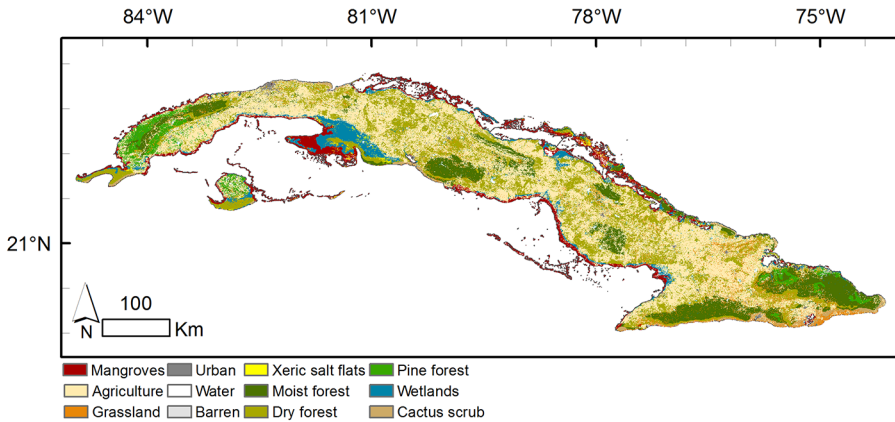 84°W 81°W 78°W 75°W
21°N
100
N Km
Mangroves Urban Xeric salt flats Pine forest
Agriculture Water Moist forest Wetlands
Grassland Barren Dry forest Cactus scrub